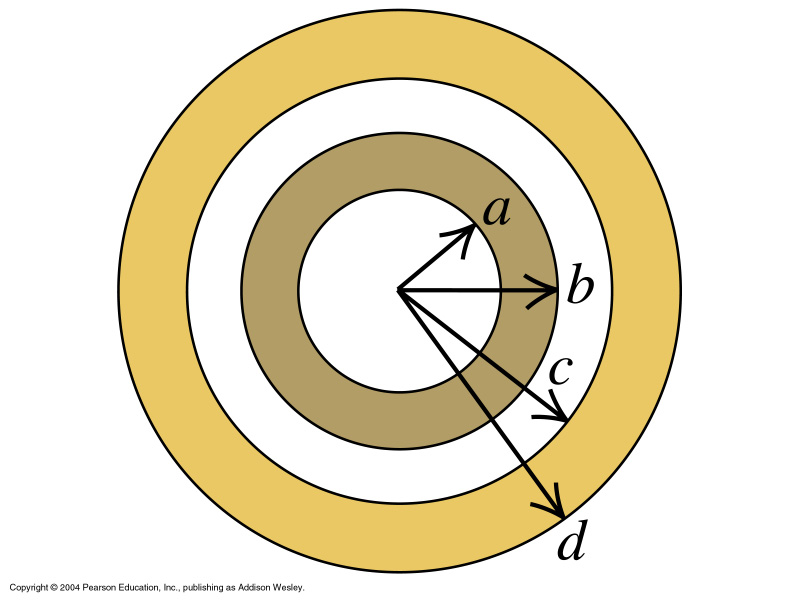 a
b
c
d
Copyright © 2004 Pearson Education, Inc., publishing as Addison Wesley.